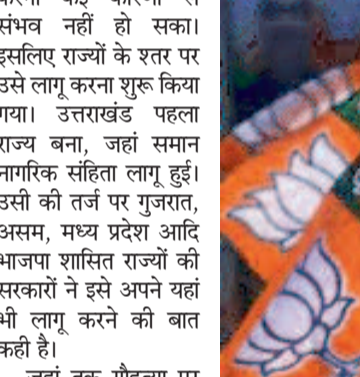 संभव नहीं हो सका।
इसलिए राज्यों के श्तर पर
उसे लागू करना शुरू किया
गया। उत्तराखंड पहला
राज्य बना, जहां समान
नागरिक संहिता लागू हुई।
उसी की तर्ज पर गुजरात,
असम, मध्य प्रदेश आदि
भाजपा शासित राज्यों की
सरकारों ने इसे अपने यहां
भी लागू करने की बात
कही है।